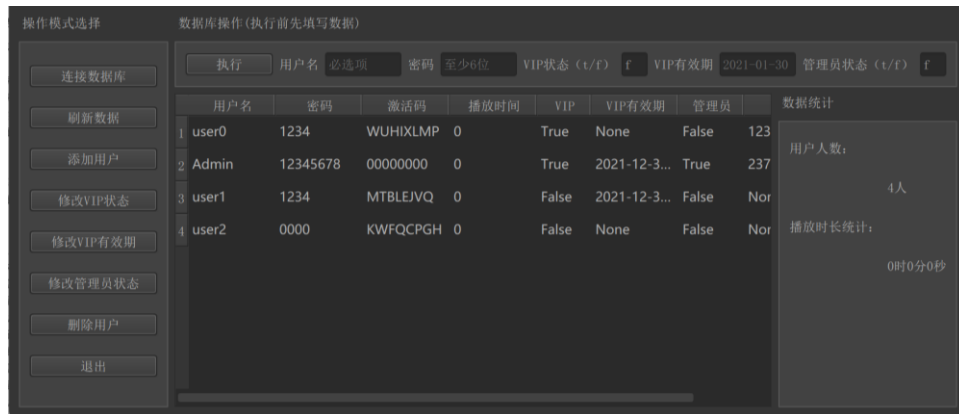 操作模式选择
连接数据库
刷新数据
添加用户
修改VIP状态
修改VIP有效期
修改管理员状态
删除用户
退出
数据库操作(执行前先填写数据)
执行 用户名 必选项 密码 至少6位 VIP状态 (t/f) f VIP有效期 2021-01-30 管理员状态 (t/f) f
用户名 密码 激活码 播放时间 VIP VIP有效期 管理员
1 user0 1234 WUHIXLMP 0 True None False 123
2 Admin 12345678 00000000 0 True 2021-12-3... True 237
3 user1 1234 MTBLEJVQ 0 False 2021-12-3... False Nor
4 user2 0000 KWFQCPGH 0 False None False Nor
数据统计
用户人数:
4人
播放时长统计:
0时0分0秒